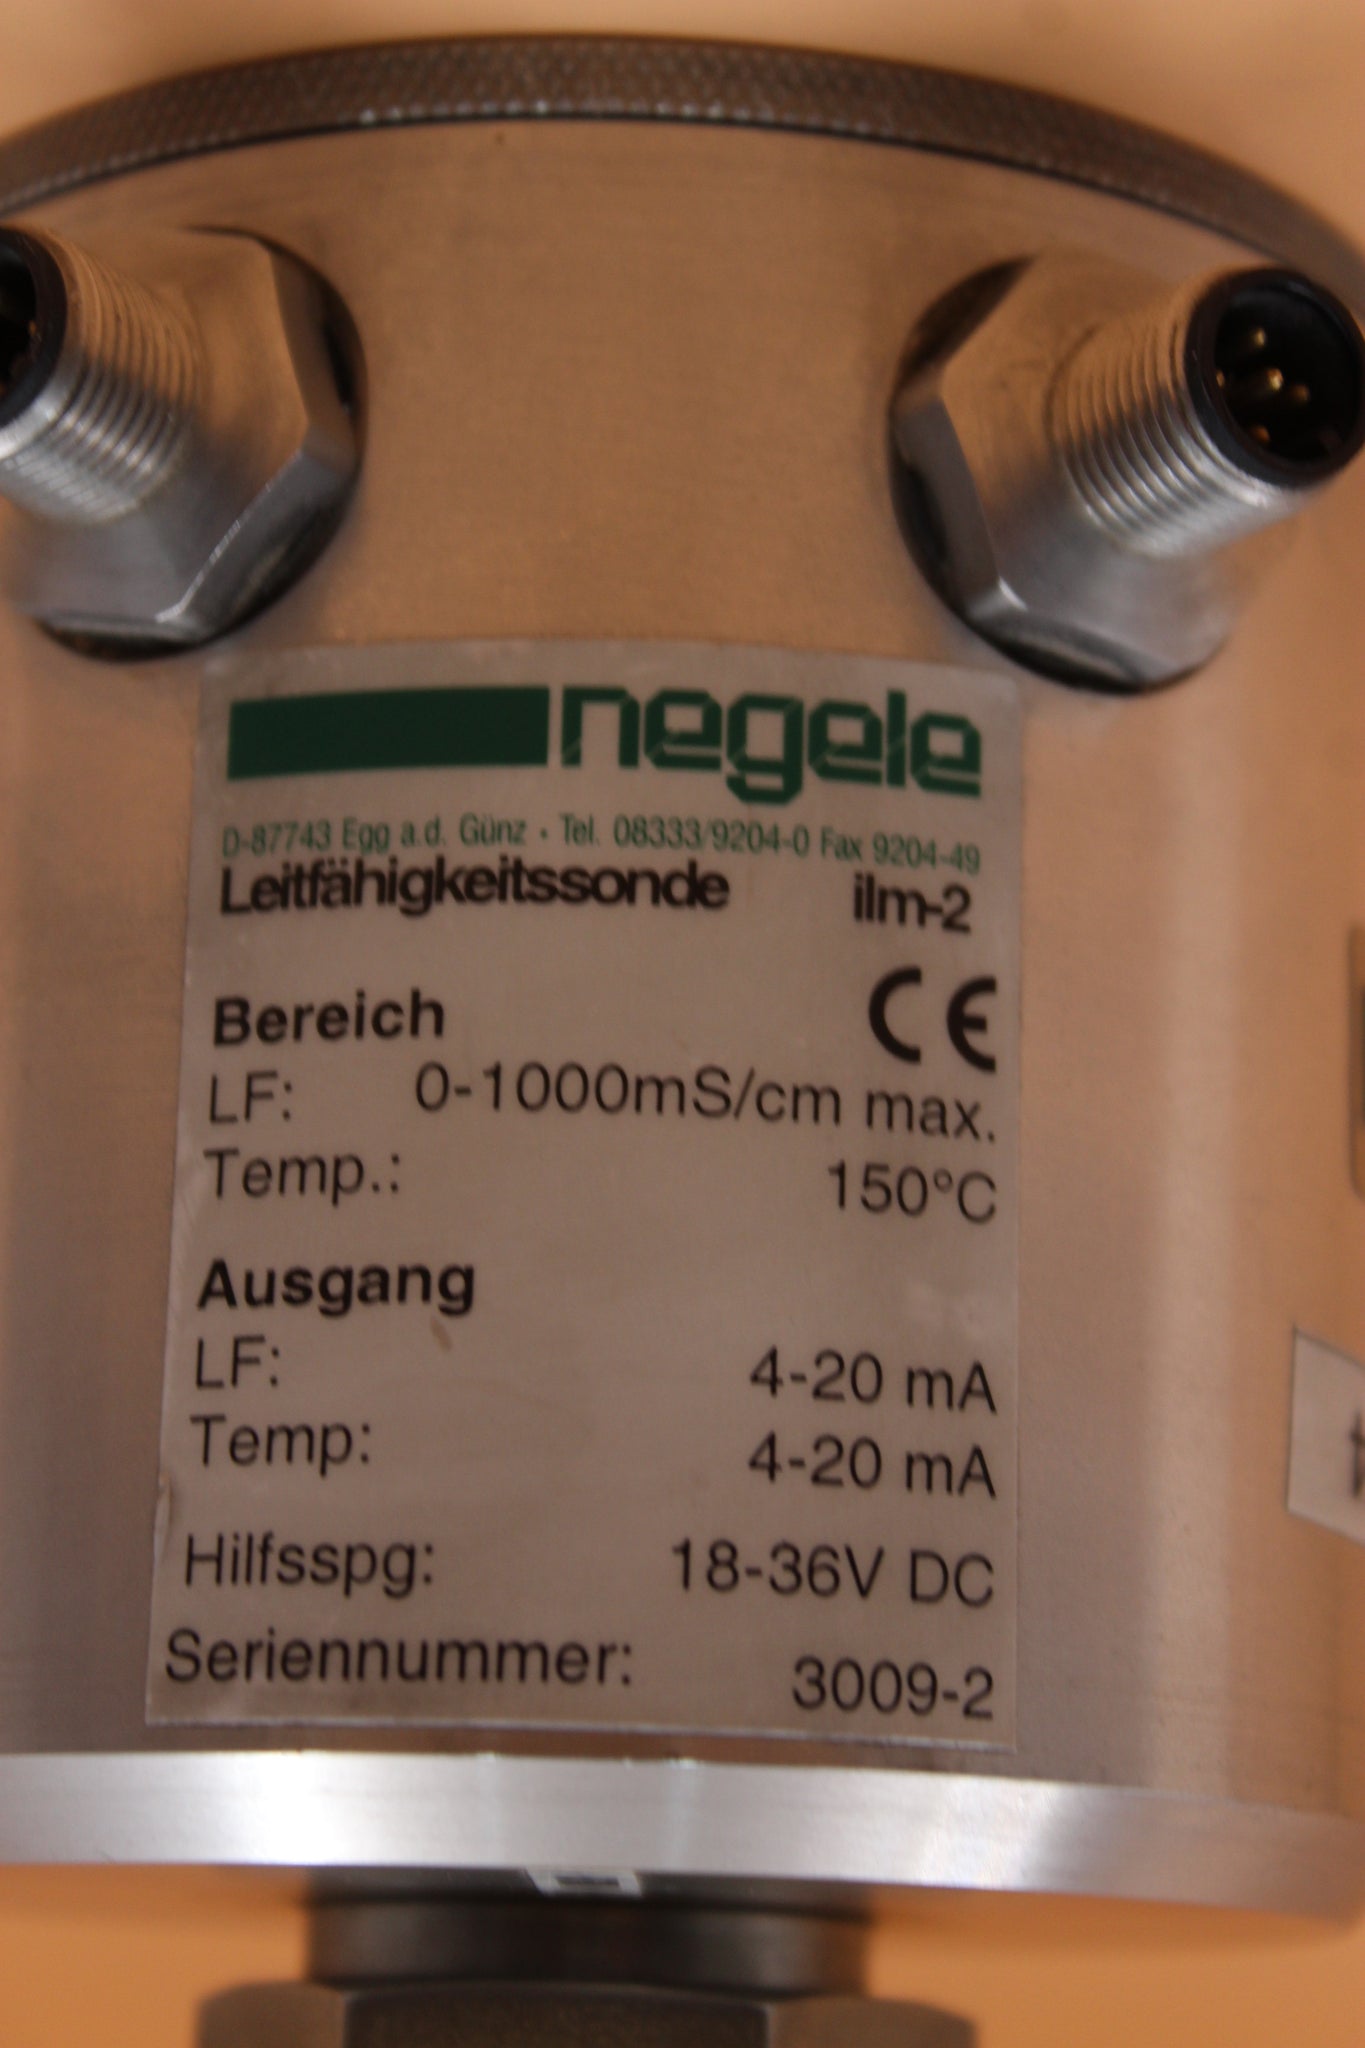 negele
D-87743 Egg a.d. Günz • Tel. 08333/9204-0 Fax 9204-49
Leitfähigkeitssonde ilm-2
CE
Bereich
LF: 0-1000mS/cm max.
Temp.: 150°C
Ausgang
LF: 4-20 mA
Temp: 4-20 mA
Hilfsspg: 18-36V DC
Seriennummer: 3009-2